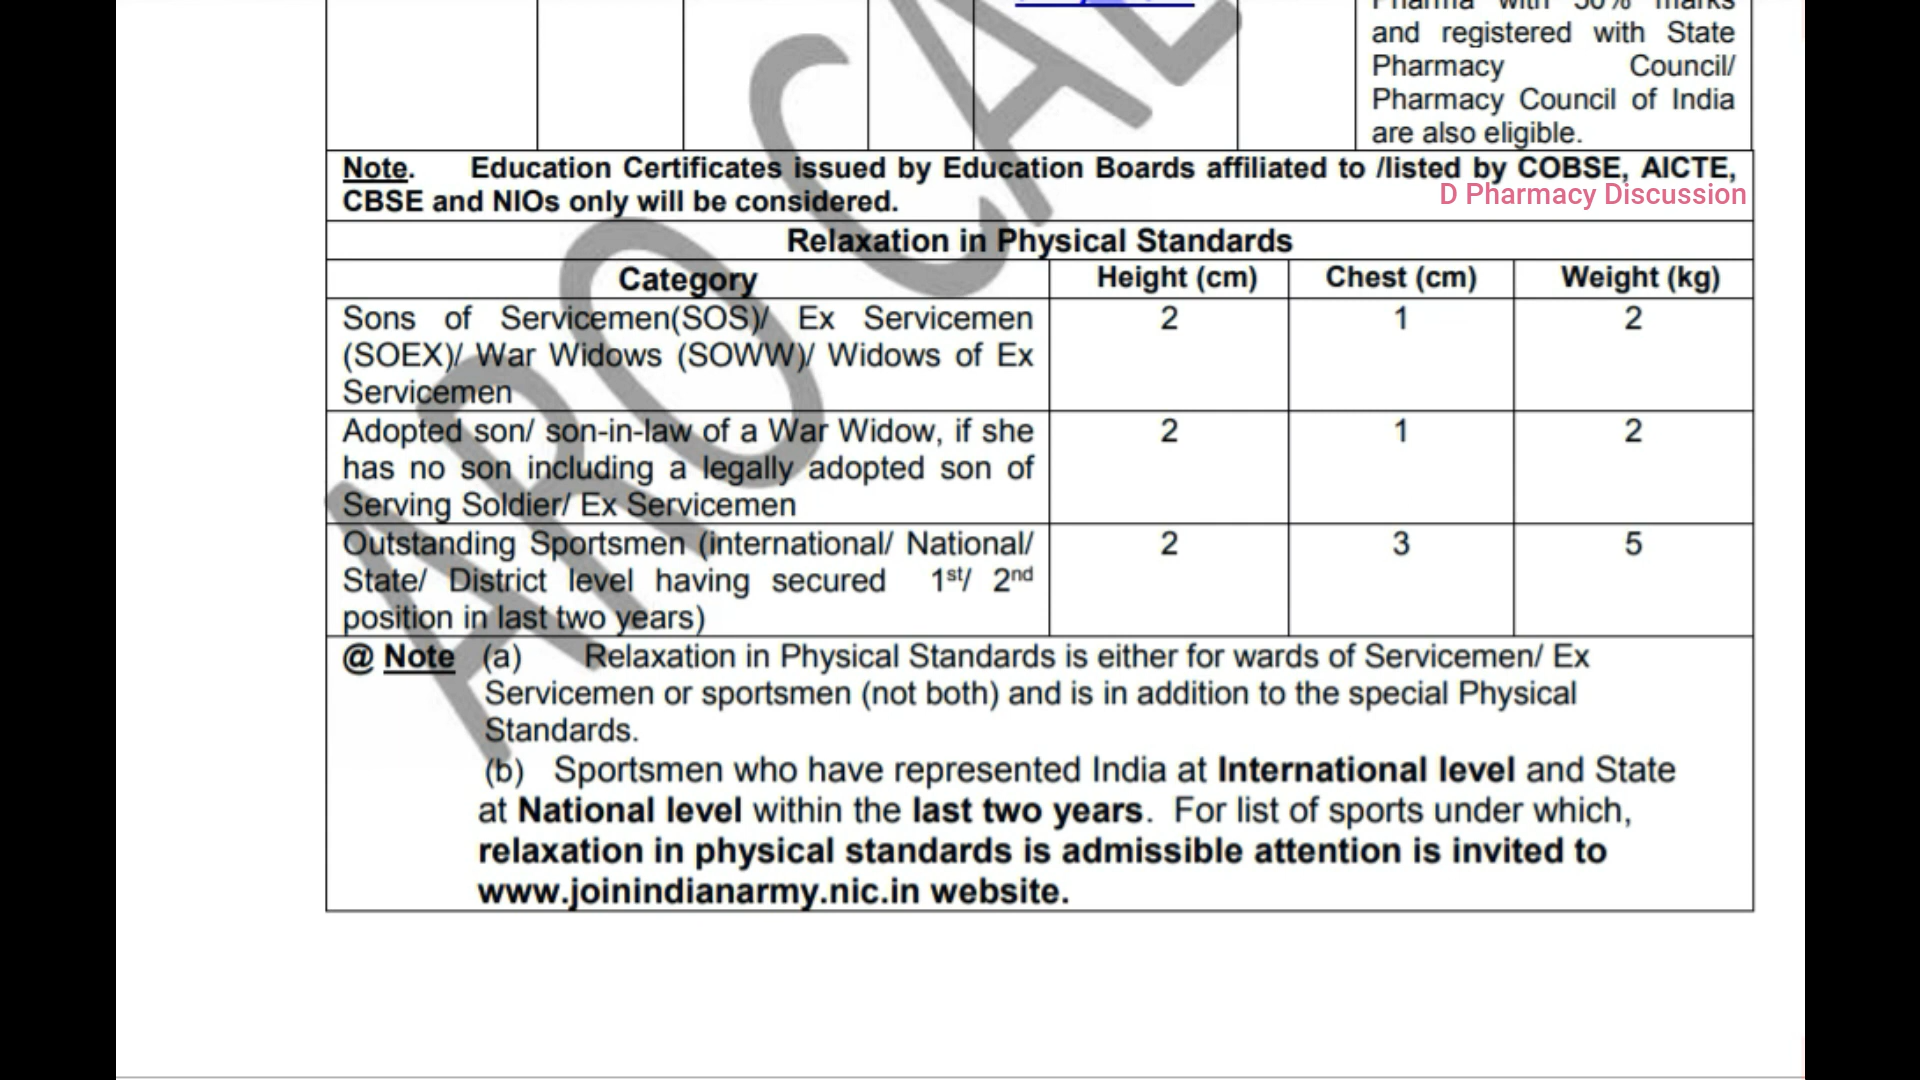 Pharma with 50% marks
and registered with State
Pharmacy Council/
Pharmacy Council of India
are also eligible.
Note. Education Certificates issued by Education Boards affiliated to /listed by COBSE, AICTE,
CBSE and NIOs only will be considered.
D Pharmacy Discussion
Relaxation in Physical Standards
Category Height (cm) Chest (cm) Weight (kg)
Sons of Servicemen(SOS)/ Ex Servicemen 2 1 2
(SOEX)/ War Widows (SOWW)/ Widows of Ex
Servicemen
Adopted son/ son-in-law of a War Widow, if she 2 1 2
has no son including a legally adopted son of
Serving Soldier/ Ex Servicemen
Outstanding Sportsmen (international/ National/ 2 3 5
State/ District level having secured 1st/ 2nd
position in last two years)
@ Note (a) Relaxation in Physical Standards is either for wards of Servicemen/ Ex
Servicemen or sportsmen (not both) and is in addition to the special Physical
Standards.
(b) Sportsmen who have represented India at International level and State
at National level within the last two years. For list of sports under which,
relaxation in physical standards is admissible attention is invited to
www.joinindianarmy.nic.in website.
ARO CAL